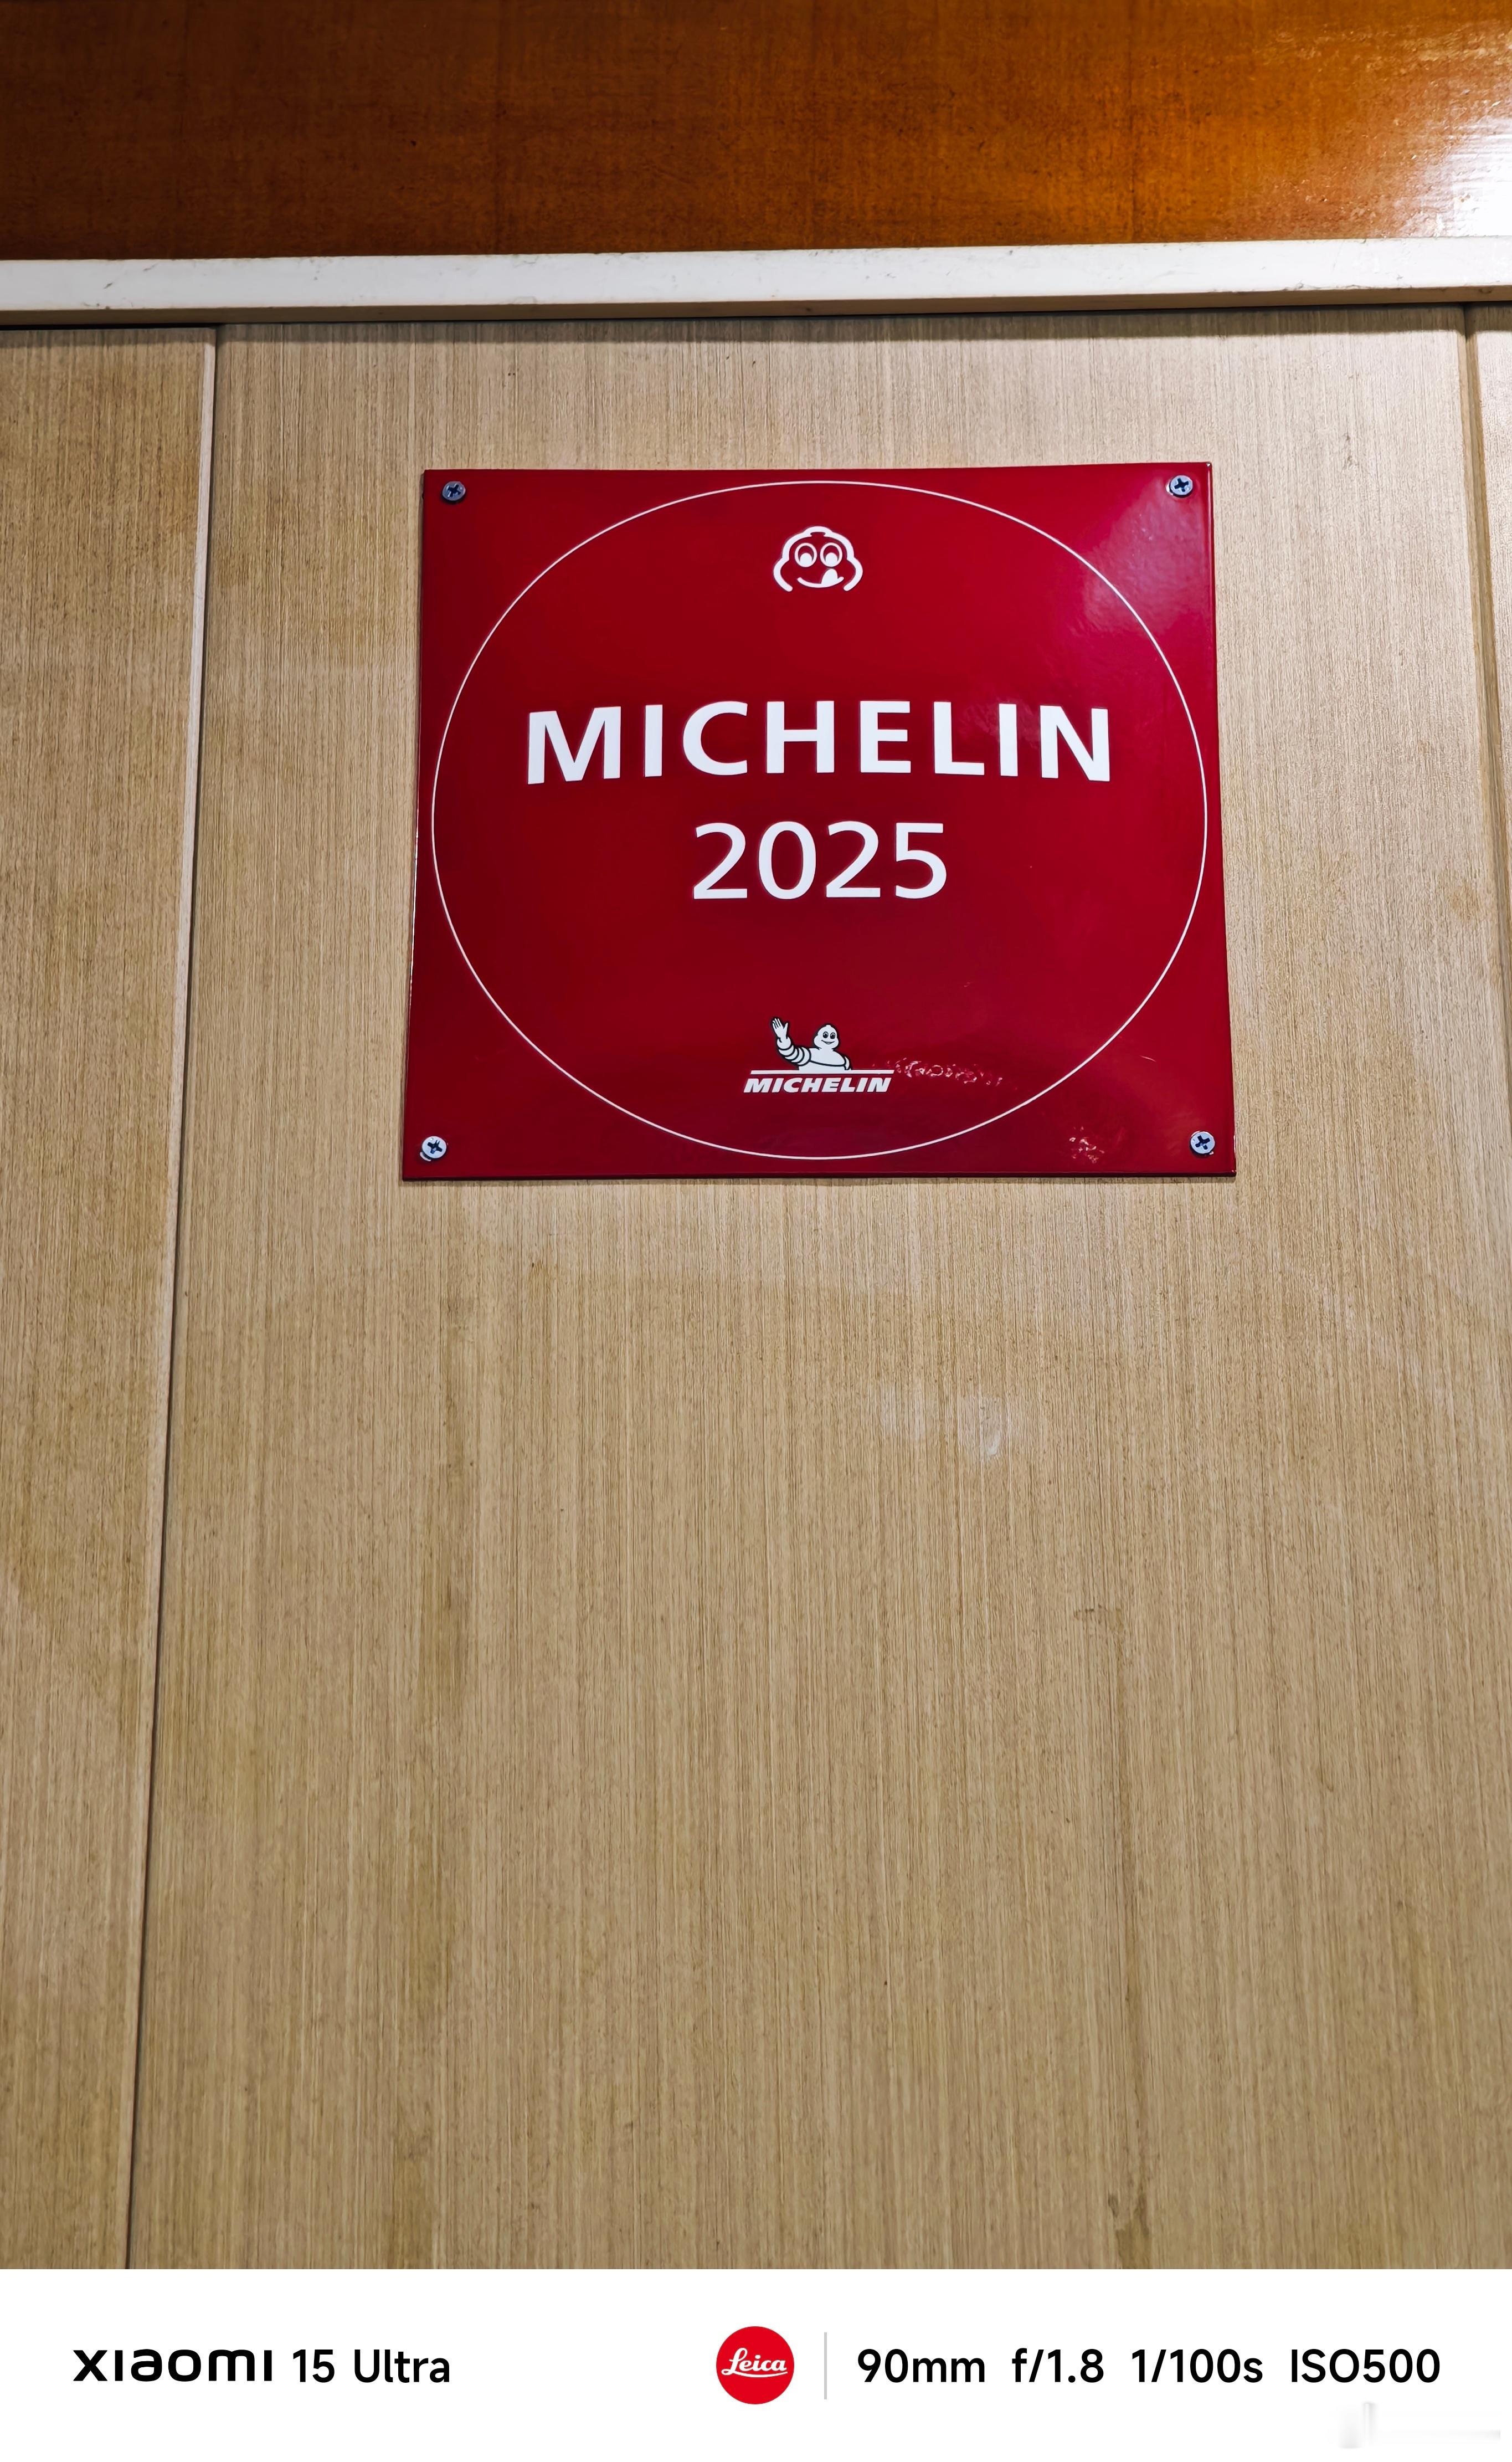 MICHELIN
2025
MICHELIN
xiaomi 15 Ultra
Leica 90mm f/1.8 1/100s ISO500